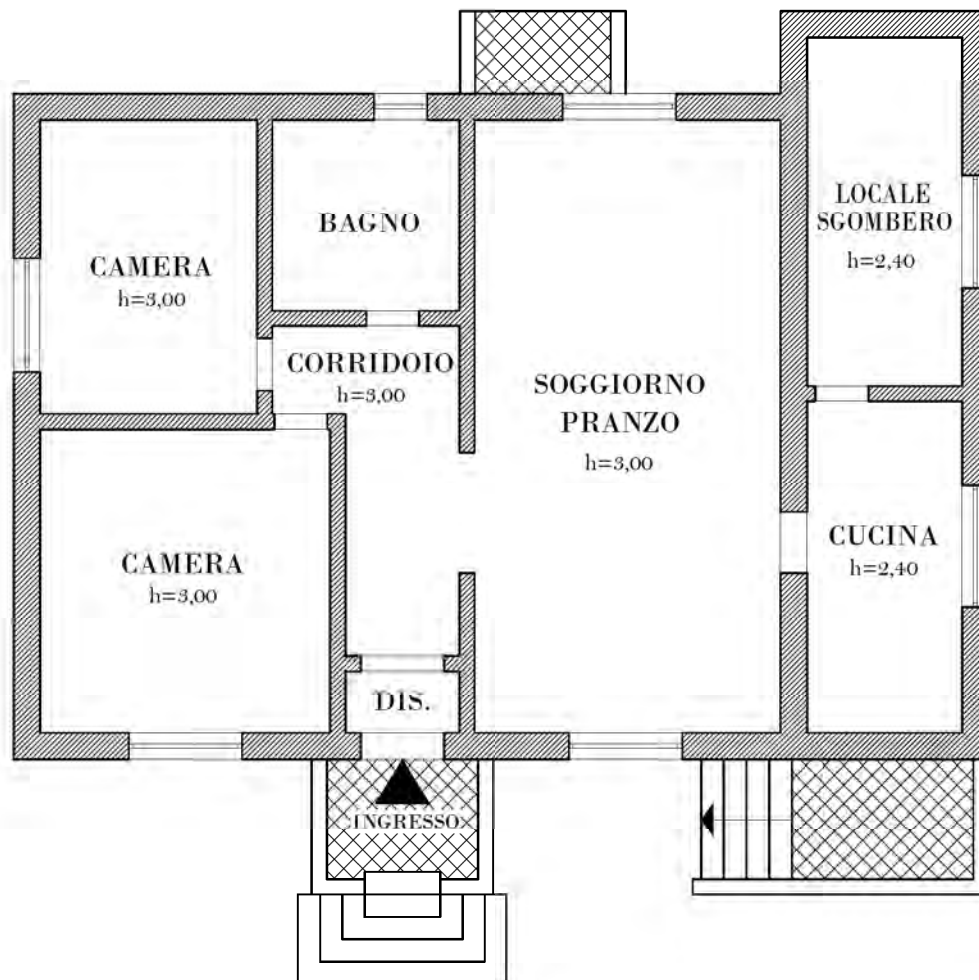 BAGNO
CAMERA
h=3,00
CORRIDOIO
h=3,00
CAMERA
h=3,00
DIS.
INGRESSO
SOGGIORNO
PRANZO
h=3,00
LOCALE
SGOMBERO
h=2,40
CUCINA
h=2,40